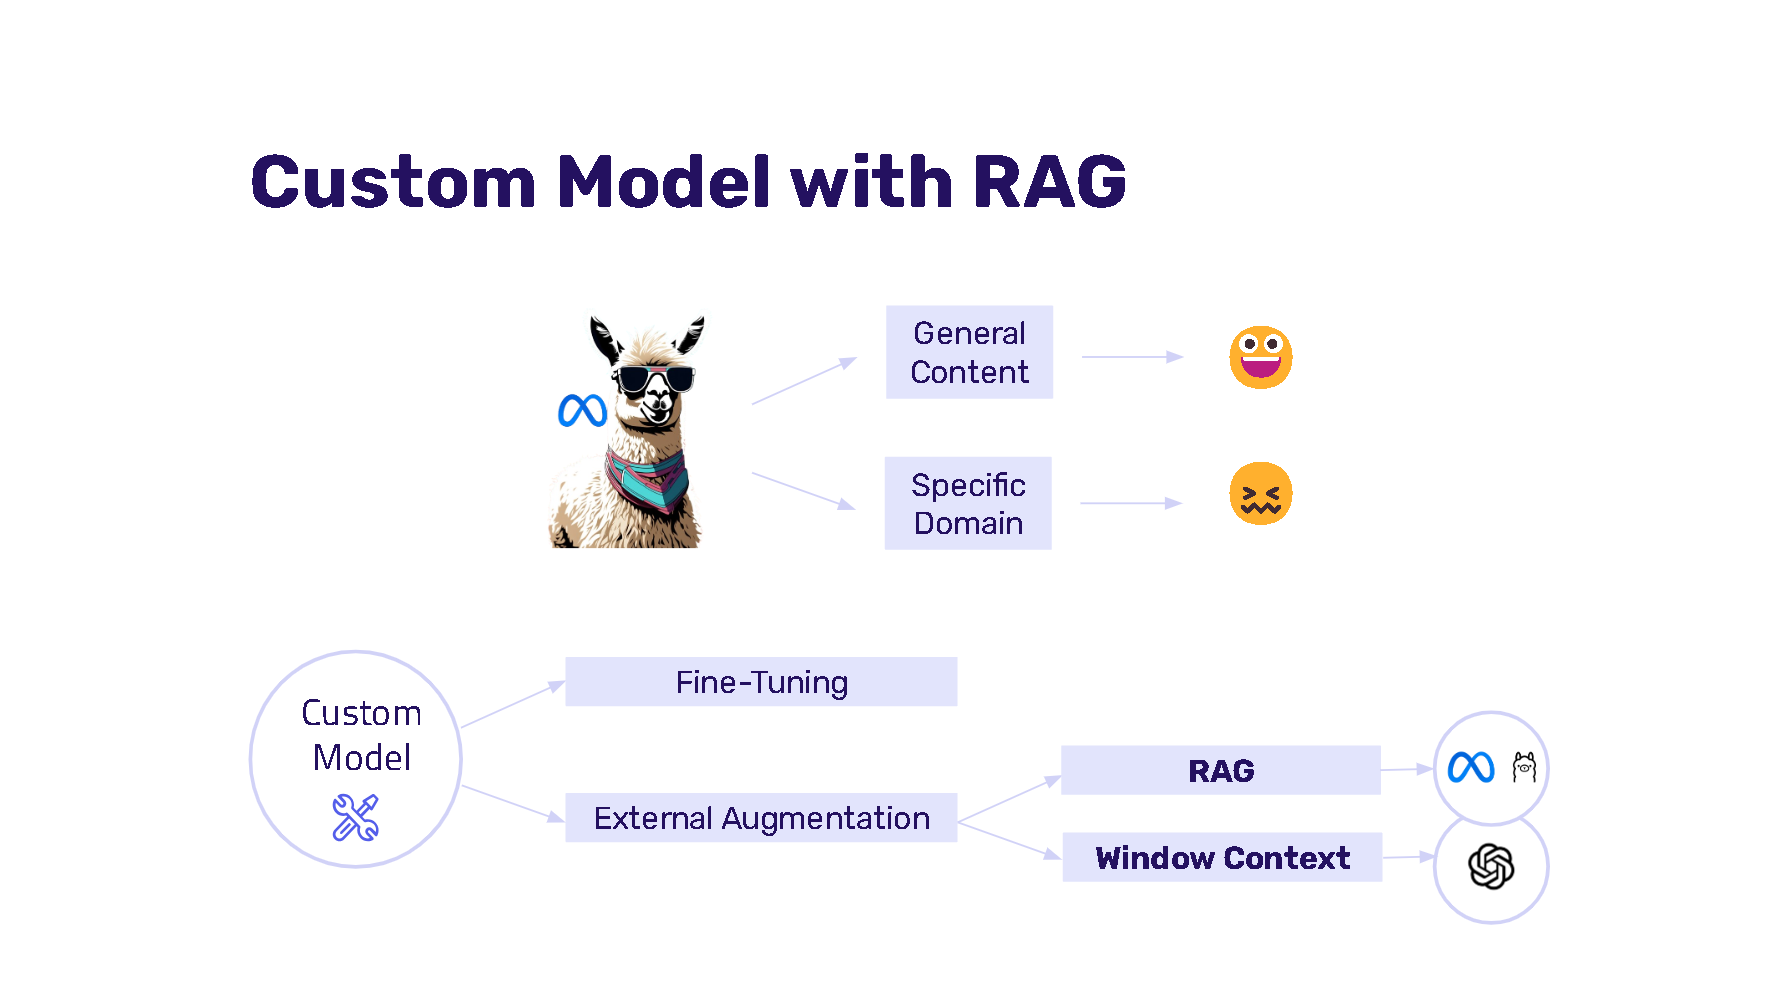 Custom Model with RAG
General
Content
Specific
Domain
Custom
Model
Fine-Tuning
External Augmentation
RAG
Window Context